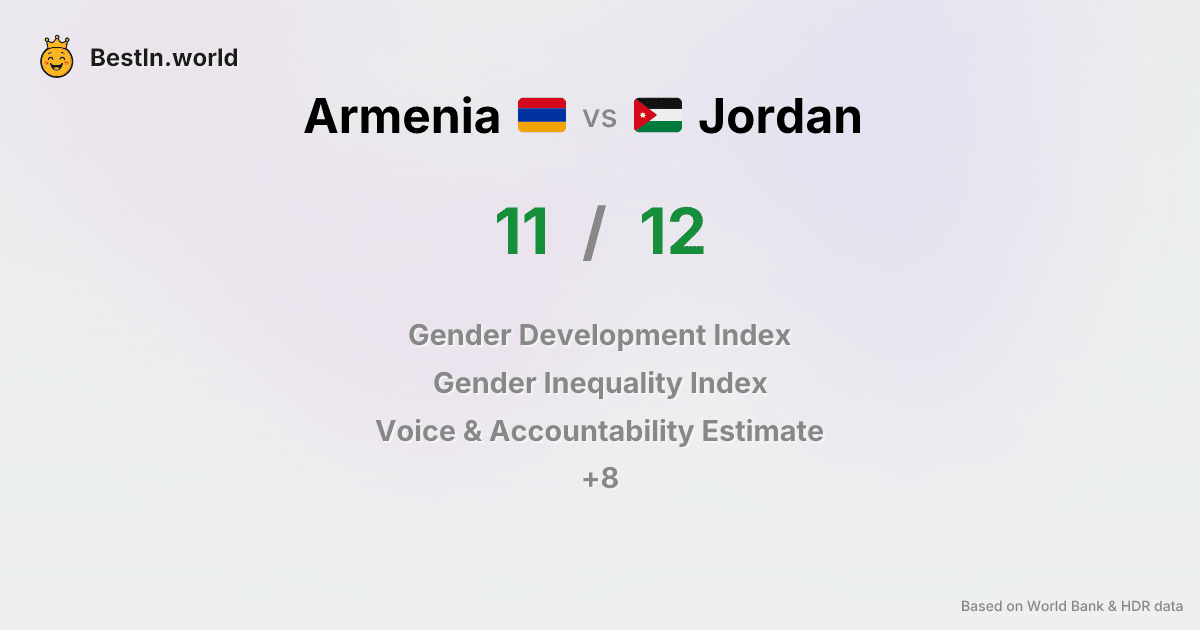 BestIn.world
Armenia vs Jordan
11 / 12
Gender Development Index
Gender Inequality Index
Voice & Accountability Estimate
+8
Based on World Bank & HDR data